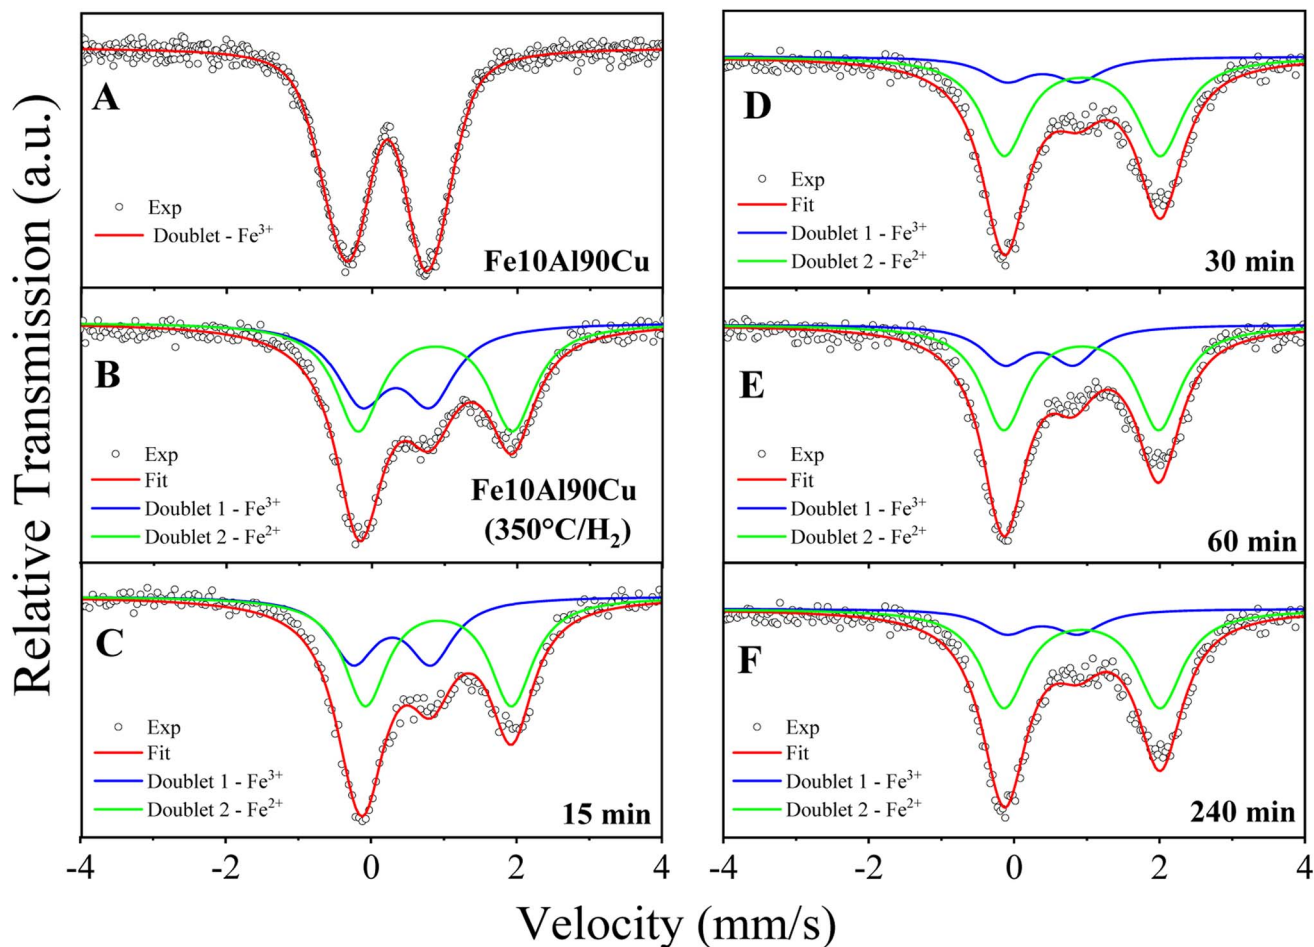 Relative Transmission (a.u.)
A
Exp
Doublet - Fe³⁺
Fe10Al90Cu
B
Exp
Fit
Doublet 1 - Fe³⁺
Doublet 2 - Fe²⁺
Fe10Al90Cu
(350°C/H₂)
C
Exp
Fit
Doublet 1 - Fe³⁺
Doublet 2 - Fe²⁺
15 min
-4 -2 0 2 4
D
Exp
Fit
Doublet 1 - Fe³⁺
Doublet 2 - Fe²⁺
30 min
E
Exp
Fit
Doublet 1 - Fe³⁺
Doublet 2 - Fe²⁺
60 min
F
Exp
Fit
Doublet 1 - Fe³⁺
Doublet 2 - Fe²⁺
240 min
-4 -2 0 2 4
Velocity (mm/s)